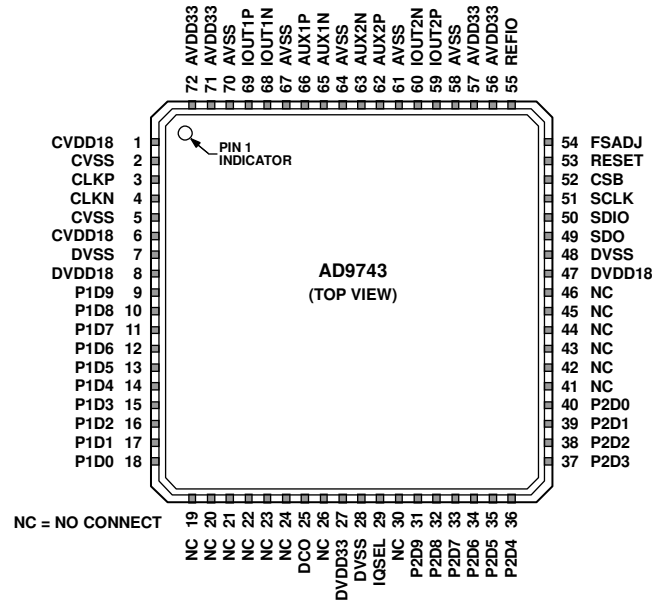 72 AVDD33
71 AVDD33
70 AVSS
69 IOUT1P
68 IOUT1N
67 AVSS
66 AUX1P
65 AUX1N
64 AVSS
63 AUX2N
62 AUX2P
61 AVSS
60 IOUT2N
59 IOUT2P
58 AVSS
57 AVDD33
56 AVDD33
55 REFIO
CVDD18 1
CVSS 2
CLKP 3
CLKN 4
CVSS 5
CVDD18 6
DVSS 7
DVDD18 8
P1D9 9
P1D8 10
P1D7 11
P1D6 12
P1D5 13
P1D4 14
P1D3 15
P1D2 16
P1D1 17
P1D0 18
PIN 1
INDICATOR
AD9743
(TOP VIEW)
54 FSADJ
53 RESET
52 CSB
51 SCLK
50 SDIO
49 SDO
48 DVSS
47 DVDD18
46 NC
45 NC
44 NC
43 NC
42 NC
41 NC
40 P2D0
39 P2D1
38 P2D2
37 P2D3
NC = NO CONNECT
NC 19
NC 20
NC 21
NC 22
NC 23
NC 24
DCO 25
NC 26
DVDD33 27
DVSS 28
IQSEL 29
NC 30
P2D9 31
P2D8 32
P2D7 33
P2D6 34
P2D5 35
P2D4 36